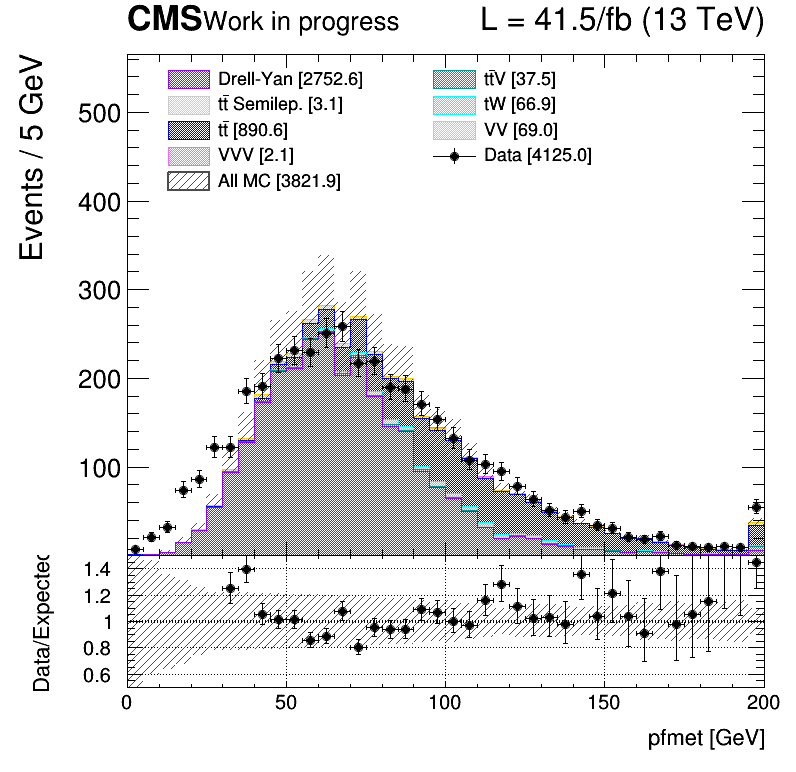 CMS Work in progress L = 41.5/fb (13 TeV)
Events / 5 GeV
Drell-Yan [2752.6]
tt̄ Semilep. [3.1]
tt̄ [890.6]
VVV [2.1]
All MC [3821.9]
tt̄V [37.5]
tW [66.9]
VV [69.0]
Data [4125.0]
500
400
300
200
100
Data/Expected
1.4
1.2
1
0.8
0.6
0 50 100 150 200
pfmet [GeV]